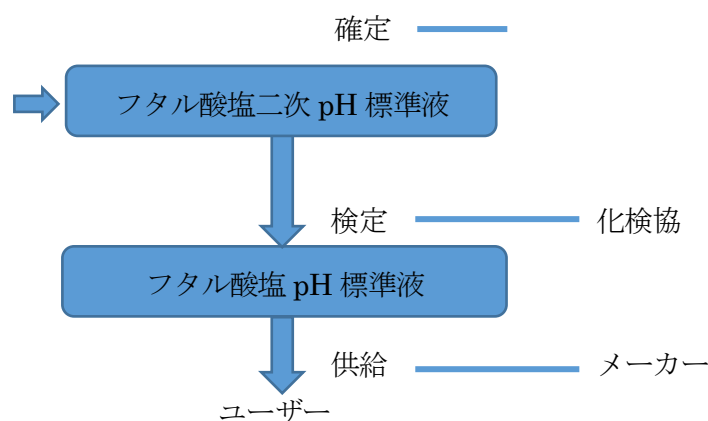 確定
フタル酸塩二次 pH 標準液
検定 化検協
フタル酸塩 pH 標準液
供給 メーカー
ユーザー